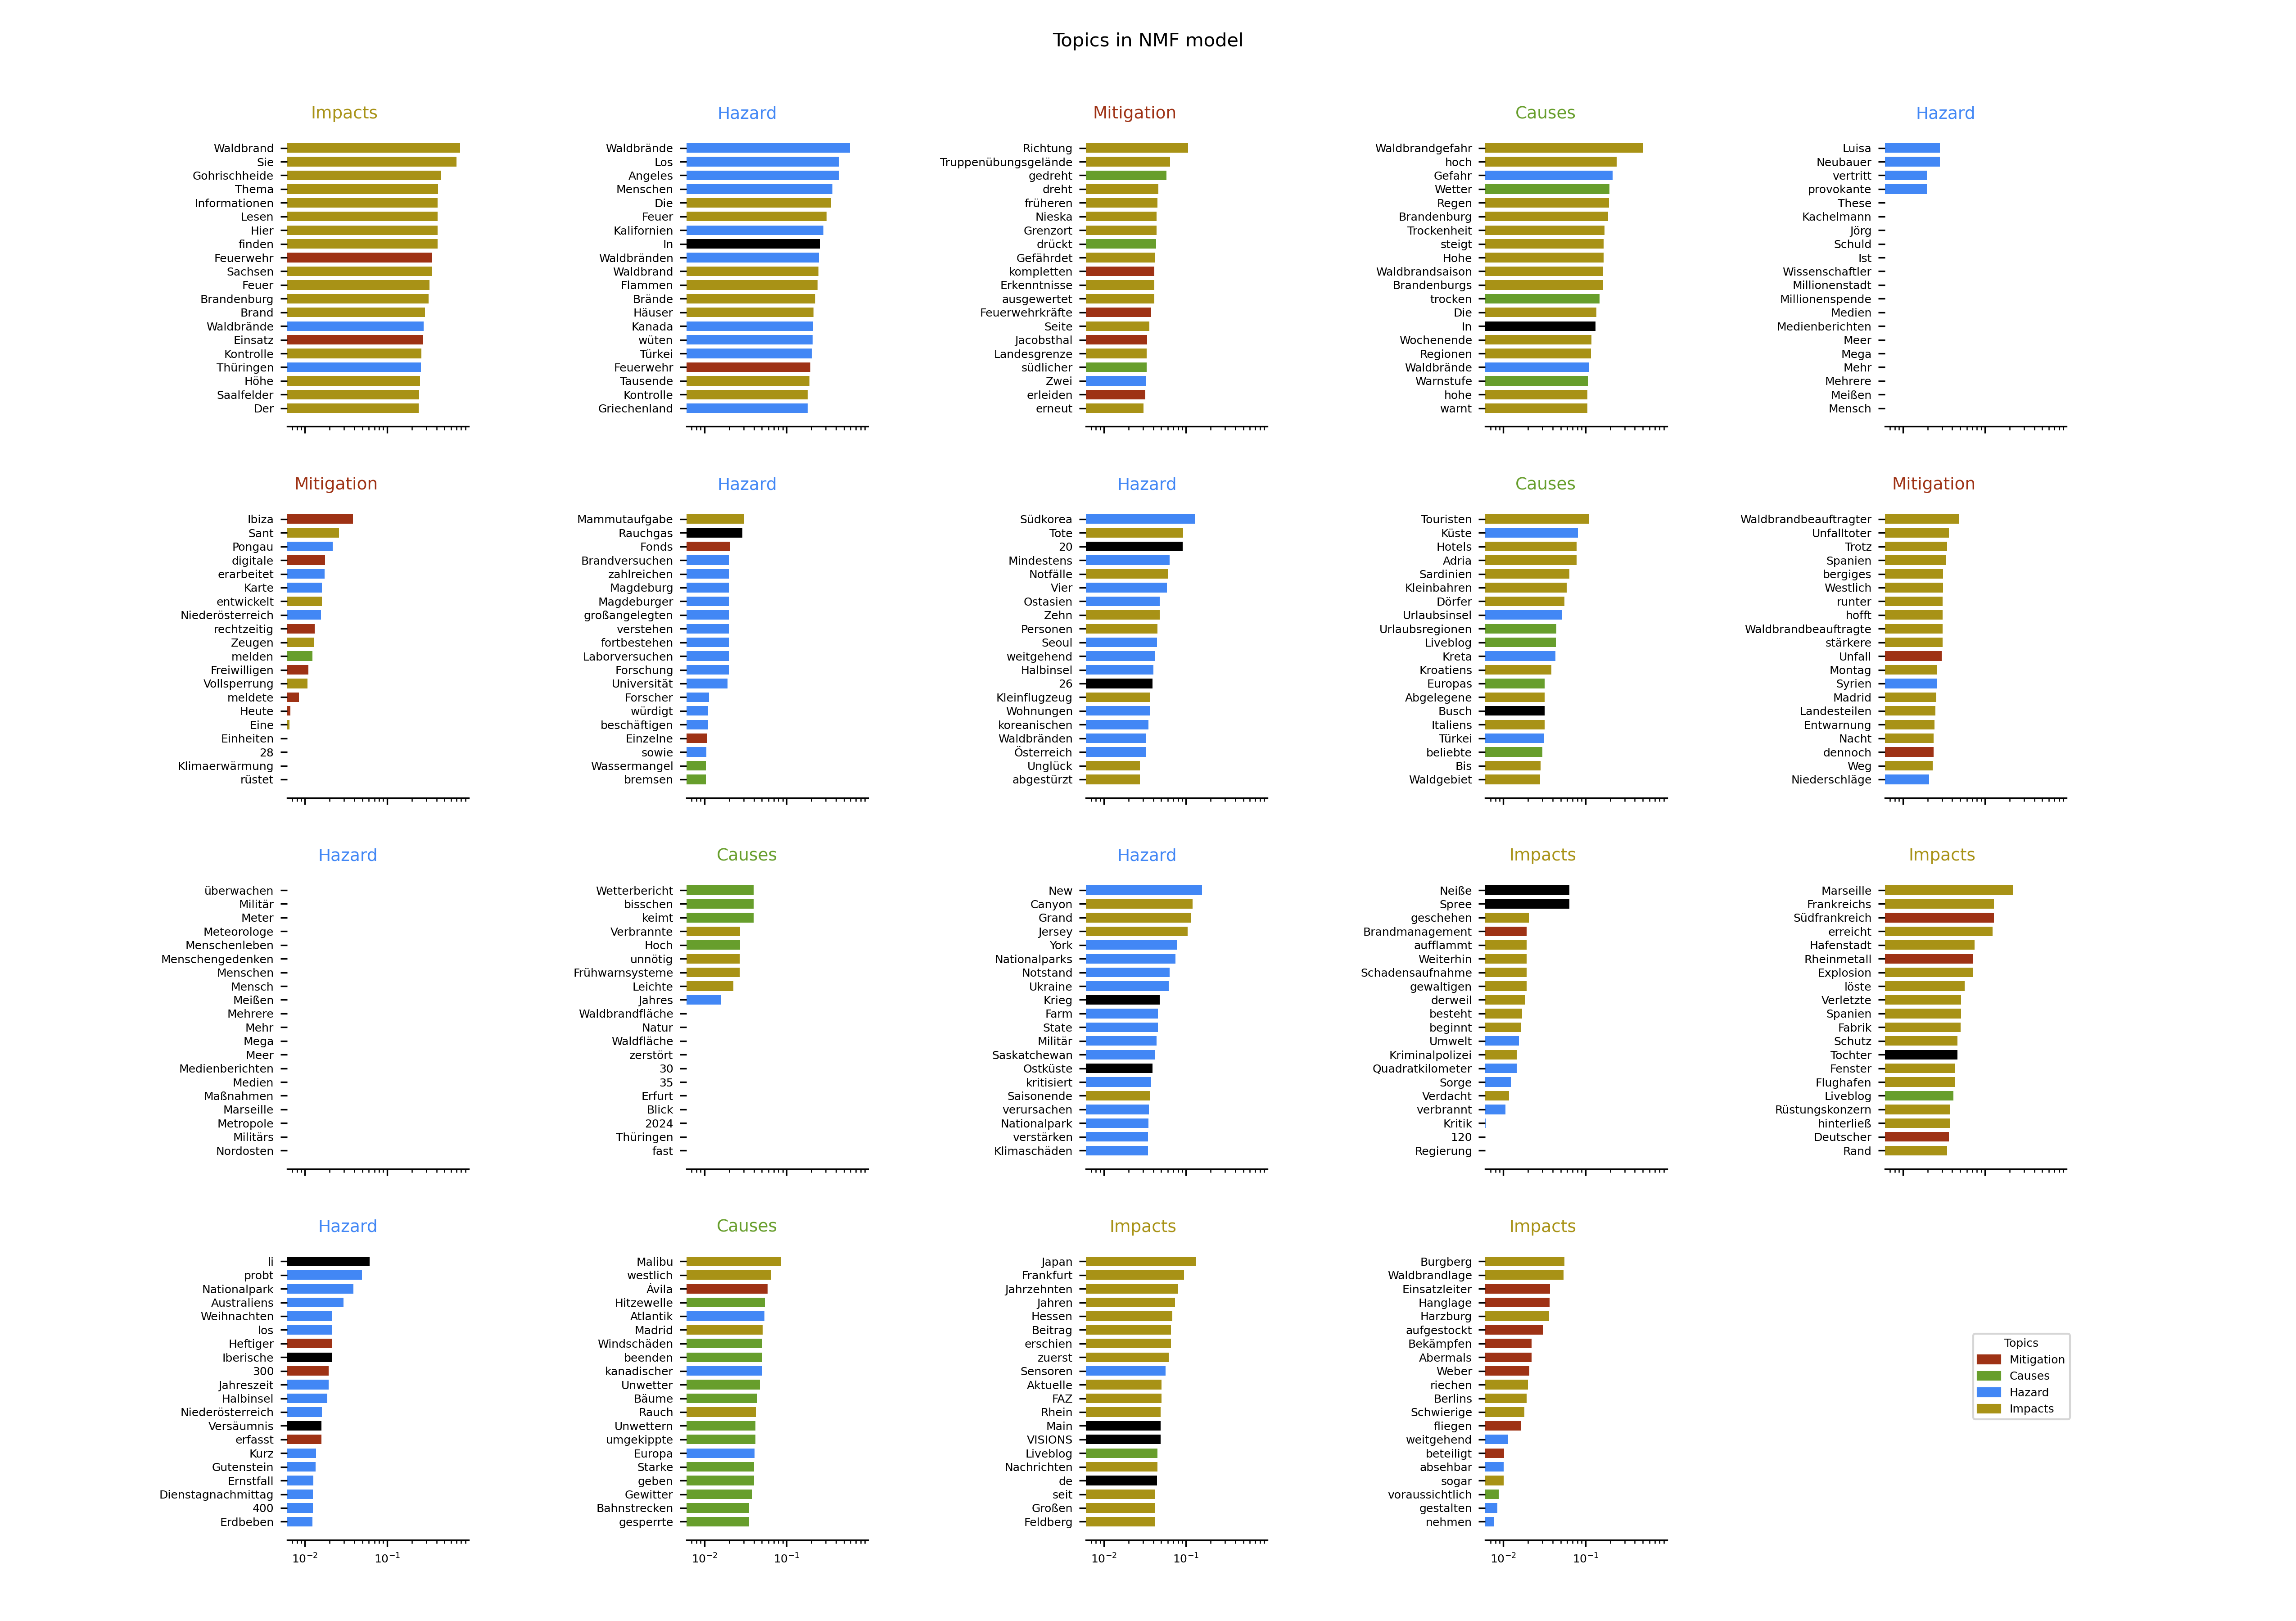 Topics in NMF model
Impacts
Waldbrand
Sie
Gohrischheide
Thema
Informationen
Lesen
Hier
finden
Feuerwehr
Sachsen
Feuer
Brandenburg
Brand
Waldbrände
Einsatz
Kontrolle
Thüringen
Höhe
Saalfelder
Der
Hazard
Waldbrände
Los
Angeles
Menschen
Die
Feuer
Kalifornien
In
Waldbränden
Waldbrand
Flammen
Brände
Häuser
Kanada
wüten
Türkei
Feuerwehr
Tausende
Kontrolle
Griechenland
Mitigation
Richtung
Truppenübungsgelände
gedreht
dreht
früheren
Nieska
Grenzort
drückt
Gefährdet
kompletten
Erkenntnisse
ausgewertet
Feuerwehrkräfte
Seite
Jacobsthal
Landesgrenze
südlicher
Zwei
erleiden
erneut
Causes
Waldbrandgefahr
hoch
Gefahr
Wetter
Regen
Brandenburg
Trockenheit
steigt
Hohe
Waldbrandsaison
Brandenburgs
trocken
Die
In
Wochenende
Regionen
Waldbrände
Warnstufe
hohe
warnt
Hazard
Luisa
Neubauer
vertritt
provokante
These
Kachelmann
Jörg
Schuld
Ist
Wissenschaftler
Millionenstadt
Millionenspende
Medien
Medienberichten
Meer
Mega
Mehr
Mehrere
Meißen
Mensch
Mitigation
Ibiza
Sant
Pongau
digitale
erarbeitet
Karte
entwickelt
Niederösterreich
rechtzeitig
Zeugen
melden
Freiwilligen
Vollsperrung
meldete
Heute
Eine
Einheiten
28
Klimaerwärmung
rüstet
Hazard
Mammutaufgabe
Rauchgas
Fonds
Brandversuchen
zahlreichen
Magdeburg
Magdeburger
großangelegten
verstehen
fortbestehen
Laborversuchen
Forschung
Universität
Forscher
würdigt
beschäftigen
Einzelne
sowie
Wassermangel
bremsen
Hazard
Südkorea
Tote
20
Mindestens
Notfälle
Vier
Ostasien
Zehn
Personen
Seoul
weitgehend
Halbinsel
26
Kleinflugzeug
Wohnungen
koreanischen
Waldbränden
Österreich
Unglück
abgestürzt
Causes
Touristen
Küste
Hotels
Adria
Sardinien
Kleinbahren
Dörfer
Urlaubsinsel
Urlaubsregionen
Liveblog
Kreta
Kroatiens
Europas
Abgelegene
Busch
Italiens
Türkei
beliebte
Bis
Waldgebiet
Mitigation
Waldbrandbeauftragter
Unfalltoter
Trotz
Spanien
bergiges
Westlich
runter
hofft
Waldbrandbeauftragte
stärkere
Unfall
Montag
Syrien
Madrid
Landesteilen
Entwarnung
Nacht
dennoch
Weg
Niederschläge
Hazard
überwachen
Militär
Meter
Meteorologe
Menschenleben
Menschengedenken
Menschen
Mensch
Meißen
Mehrere
Mehr
Mega
Meer
Medienberichten
Medien
Maßnahmen
Marseille
Metropole
Militärs
Nordosten
Causes
Wetterbericht
bisschen
keimt
Verbrannte
Hoch
unnötig
Frühwarnsysteme
Leichte
Jahres
Waldbrandfläche
Natur
Waldfläche
zerstört
30
35
Erfurt
Blick
2024
Thüringen
fast
Hazard
New
Canyon
Grand
Jersey
York
Nationalparks
Notstand
Ukraine
Krieg
Farm
State
Militär
Saskatchewan
Ostküste
kritisiert
Saisonende
verursachen
Nationalpark
verstärken
Klimaschäden
Impacts
Neiße
Spree
geschehen
Brandmanagement
aufflammt
Weiterhin
Schadensaufnahme
gewaltigen
derweil
besteht
beginnt
Umwelt
Kriminalpolizei
Quadratkilometer
Sorge
Verdacht
verbrannt
Kritik
120
Regierung
Impacts
Marseille
Frankreichs
Südfrankreich
erreicht
Hafenstadt
Rheinmetall
Explosion
löste
Verletzte
Spanien
Fabrik
Schutz
Tochter
Fenster
Flughafen
Liveblog
Rüstungskonzern
hinterließ
Deutscher
Rand
Hazard
li
probt
Nationalpark
Australiens
Weihnachten
los
Heftiger
Iberische
300
Jahreszeit
Halbinsel
Niederösterreich
Versäumnis
erfasst
Kurz
Gutenstein
Ernstfall
Dienstagnachmittag
400
Erdbeben
10⁻² 10⁻¹
Causes
Malibu
westlich
Ávila
Hitzewelle
Atlantik
Madrid
Windschäden
beenden
kanadischer
Unwetter
Bäume
Rauch
Unwettern
umgekippte
Europa
Starke
geben
Gewitter
Bahnstrecken
gesperrte
10⁻² 10⁻¹
Impacts
Japan
Frankfurt
Jahrzehnten
Jahren
Hessen
Beitrag
erschien
zuerst
Sensoren
Aktuelle
FAZ
Rhein
Main
VISIONS
Liveblog
Nachrichten
de
seit
Großen
Feldberg
10⁻² 10⁻¹
Impacts
Burgberg
Waldbrandlage
Einsatzleiter
Hanglage
Harzburg
aufgestockt
Bekämpfen
Abermals
Weber
riechen
Berlins
Schwierige
fliegen
weitgehend
beteiligt
absehbar
sogar
voraussichtlich
gestalten
nehmen
10⁻² 10⁻¹
Topics
Mitigation
Causes
Hazard
Impacts